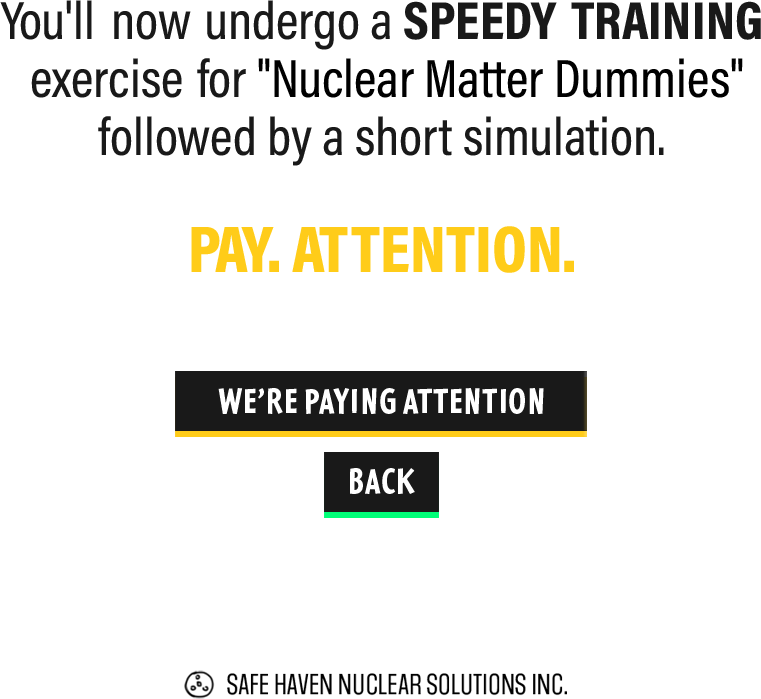 You'll now undergo a SPEEDY TRAINING
exercise for "Nuclear Matter Dummies"
followed by a short simulation.
PAY. ATTENTION.
WE'RE PAYING ATTENTION
BACK
SAFE HAVEN NUCLEAR SOLUTIONS INC.